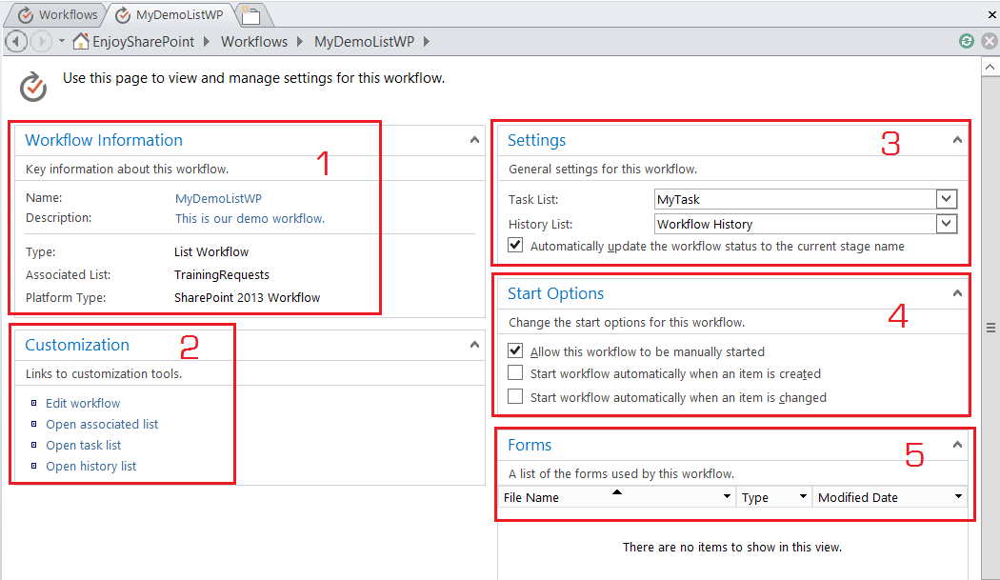 Workflows
MyDemoListWP
EnjoySharePoint
Workflows
MyDemoListWP
Use this page to view and manage settings for this workflow.
Workflow Information
1
Key information about this workflow.
Name: MyDemoListWP
Description: This is our demo workflow.
Type: List Workflow
Associated List: TrainingRequests
Platform Type: SharePoint 2013 Workflow
Customization
2
Links to customization tools.
Edit workflow
Open associated list
Open task list
Open history list
Settings
3
General settings for this workflow.
Task List: MyTask
History List: Workflow History
Automatically update the workflow status to the current stage name
Start Options
4
Change the start options for this workflow.
Allow this workflow to be manually started
Start workflow automatically when an item is created
Start workflow automatically when an item is changed
Forms
5
A list of the forms used by this workflow.
File Name Type Modified Date
There are no items to show in this view.